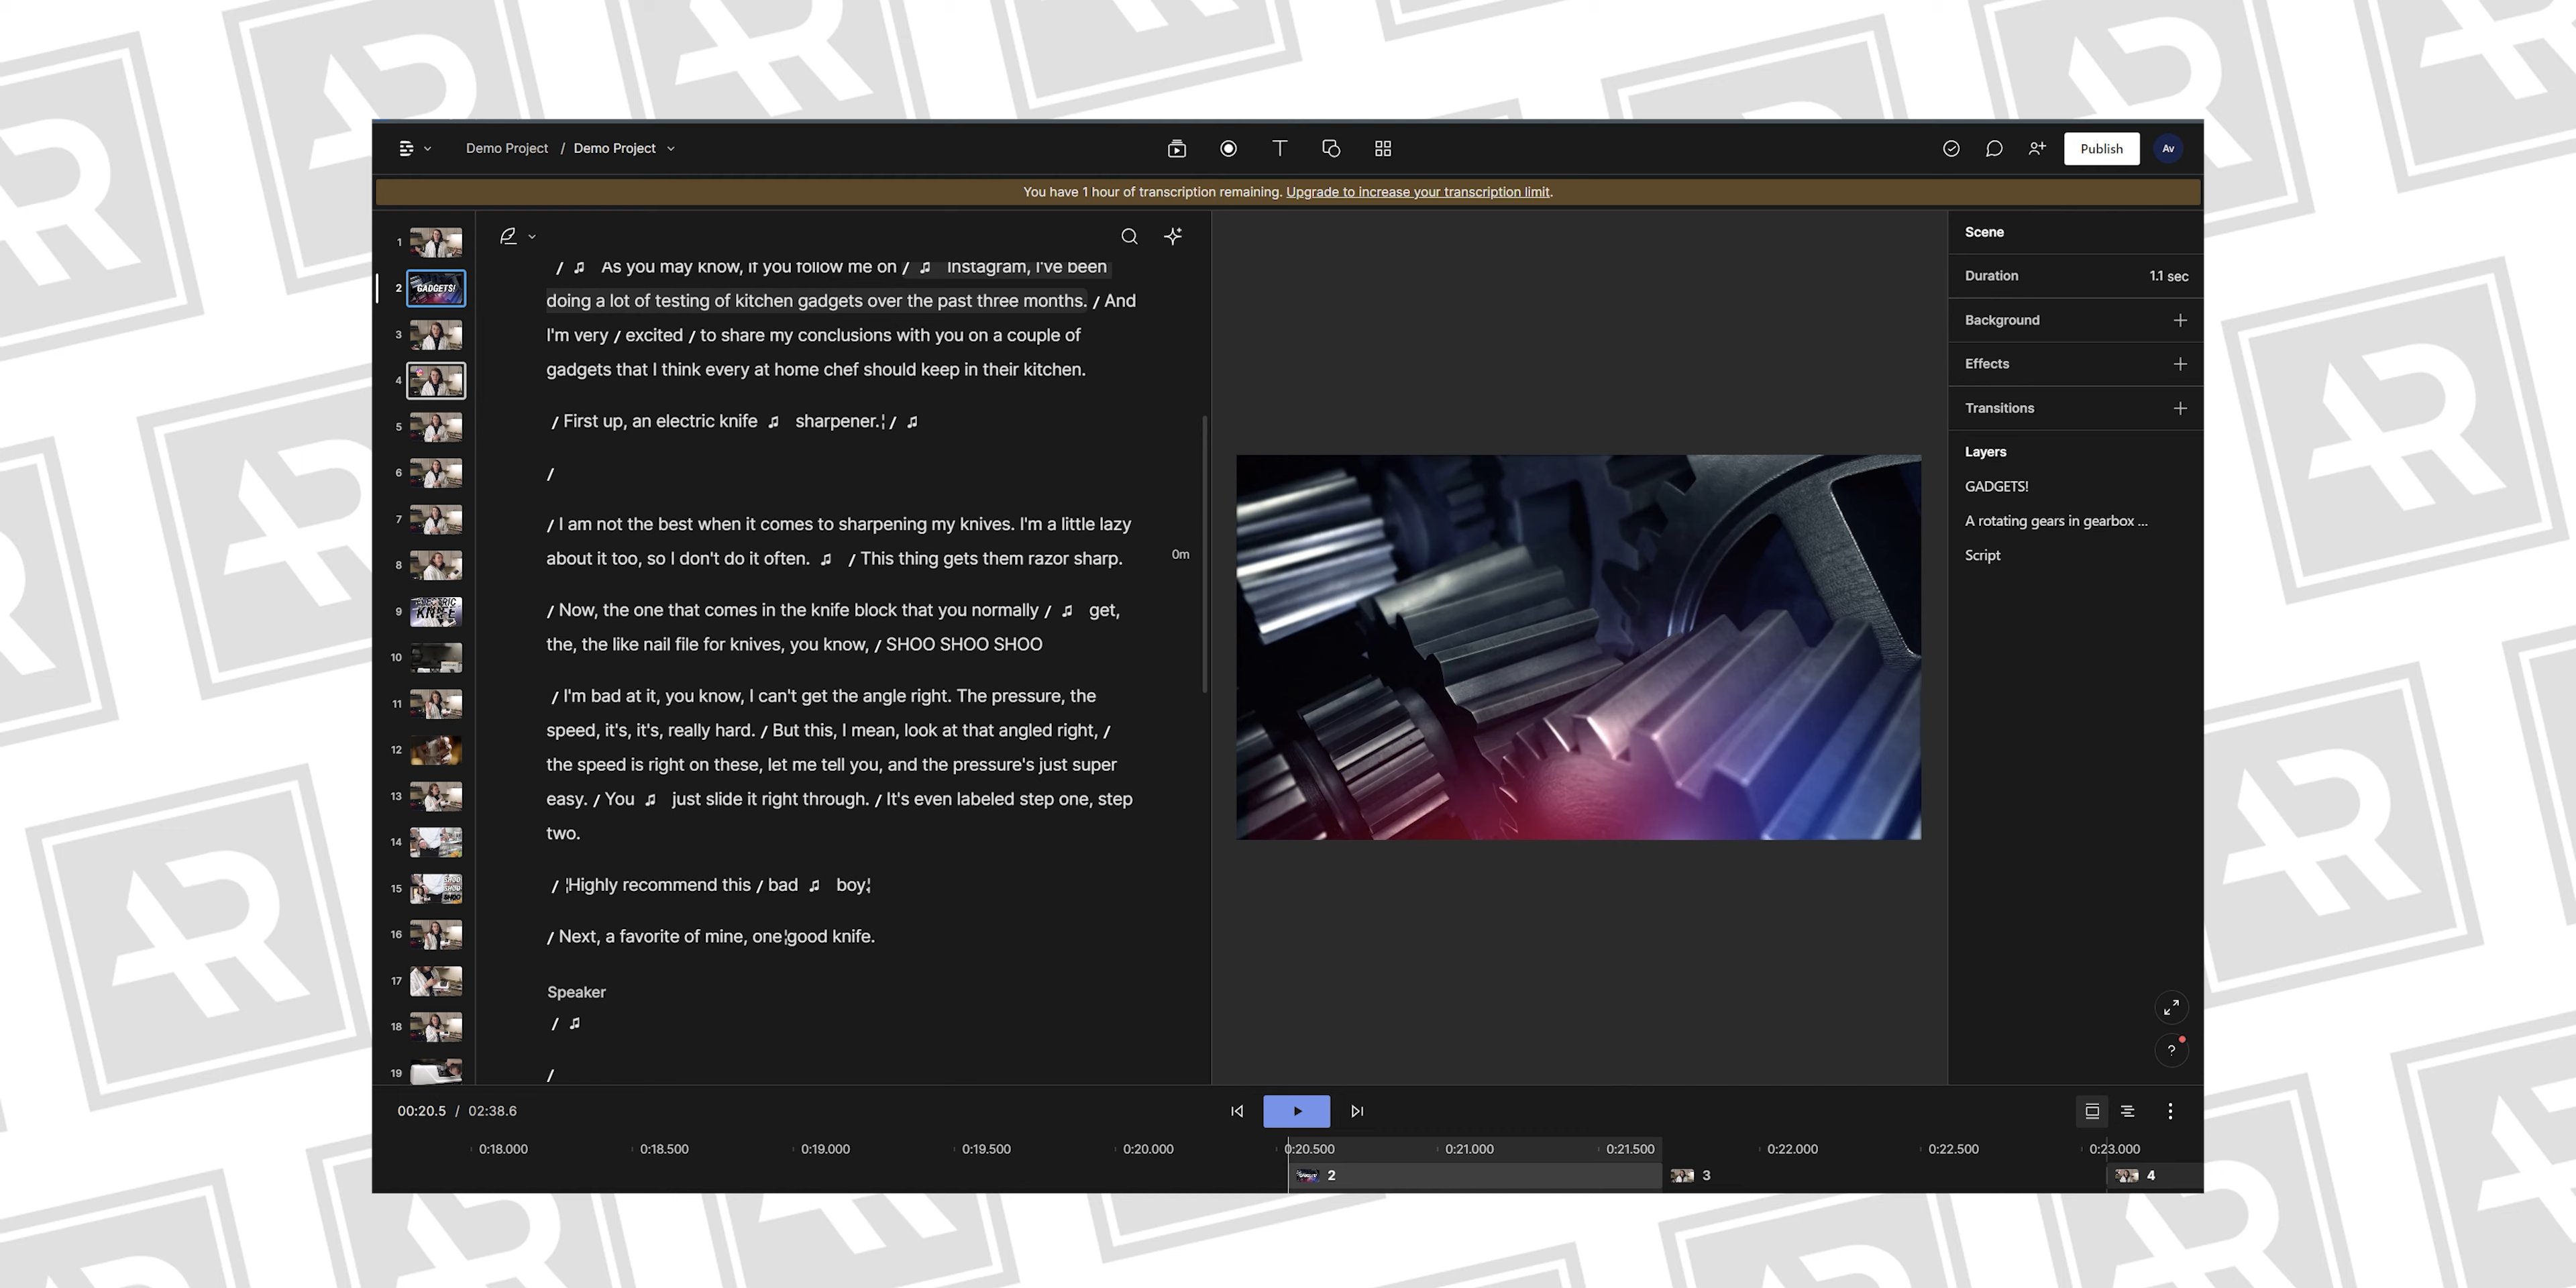 Demo Project / Demo Project
Publish
Av
You have 1 hour of transcription remaining. Upgrade to increase your transcription limit.
1
2
GADGETS!
3
4
5
6
7
8
9
ELECTRIC
KNIFE
10
11
12
13
14
15
SHOO
SHOO
SHOO
16
17
18
19
/ ♫ As you may know, if you follow me on / ♫ Instagram, I've been
doing a lot of testing of kitchen gadgets over the past three months. / And
I'm very / excited / to share my conclusions with you on a couple of
gadgets that I think every at home chef should keep in their kitchen.
/ First up, an electric knife ♫ sharpener. / ♫
/
/ I am not the best when it comes to sharpening my knives. I'm a little lazy
about it too, so I don't do it often. ♫ / This thing gets them razor sharp.
0m
/ Now, the one that comes in the knife block that you normally / ♫ get,
the, the like nail file for knives, you know, / SHOO SHOO SHOO
/ I'm bad at it, you know, I can't get the angle right. The pressure, the
speed, it's, it's, really hard. / But this, I mean, look at that angled right, /
the speed is right on these, let me tell you, and the pressure's just super
easy. / You ♫ just slide it right through. / It's even labeled step one, step
two.
/ Highly recommend this / bad ♫ boy.
/ Next, a favorite of mine, one good knife.
Speaker
/ ♫
/
Scene
Duration 1.1 sec
Background +
Effects +
Transitions +
Layers
GADGETS!
A rotating gears in gearbox ...
Script
?
00:20.5 / 02:38.6
0:18.000 0:18.500 0:19.000 0:19.500 0:20.000 0:20.500 0:21.000 0:21.500 0:22.000 0:22.500 0:23.000
2 3 4